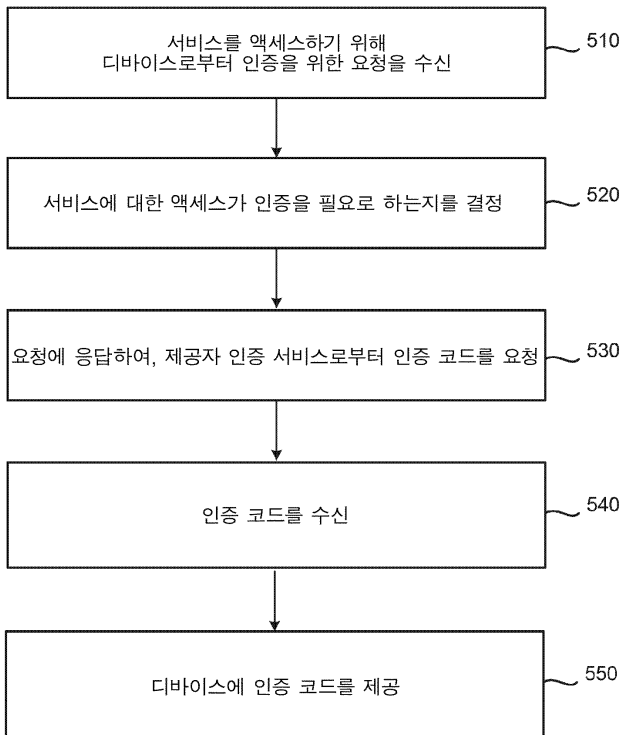 서비스를 액세스하기 위해
디바이스로부터 인증을 위한 요청을 수신
510
서비스에 대한 액세스가 인증을 필요로 하는지를 결정
520
요청에 응답하여, 제공자 인증 서비스로부터 인증 코드를 요청
530
인증 코드를 수신
540
디바이스에 인증 코드를 제공
550